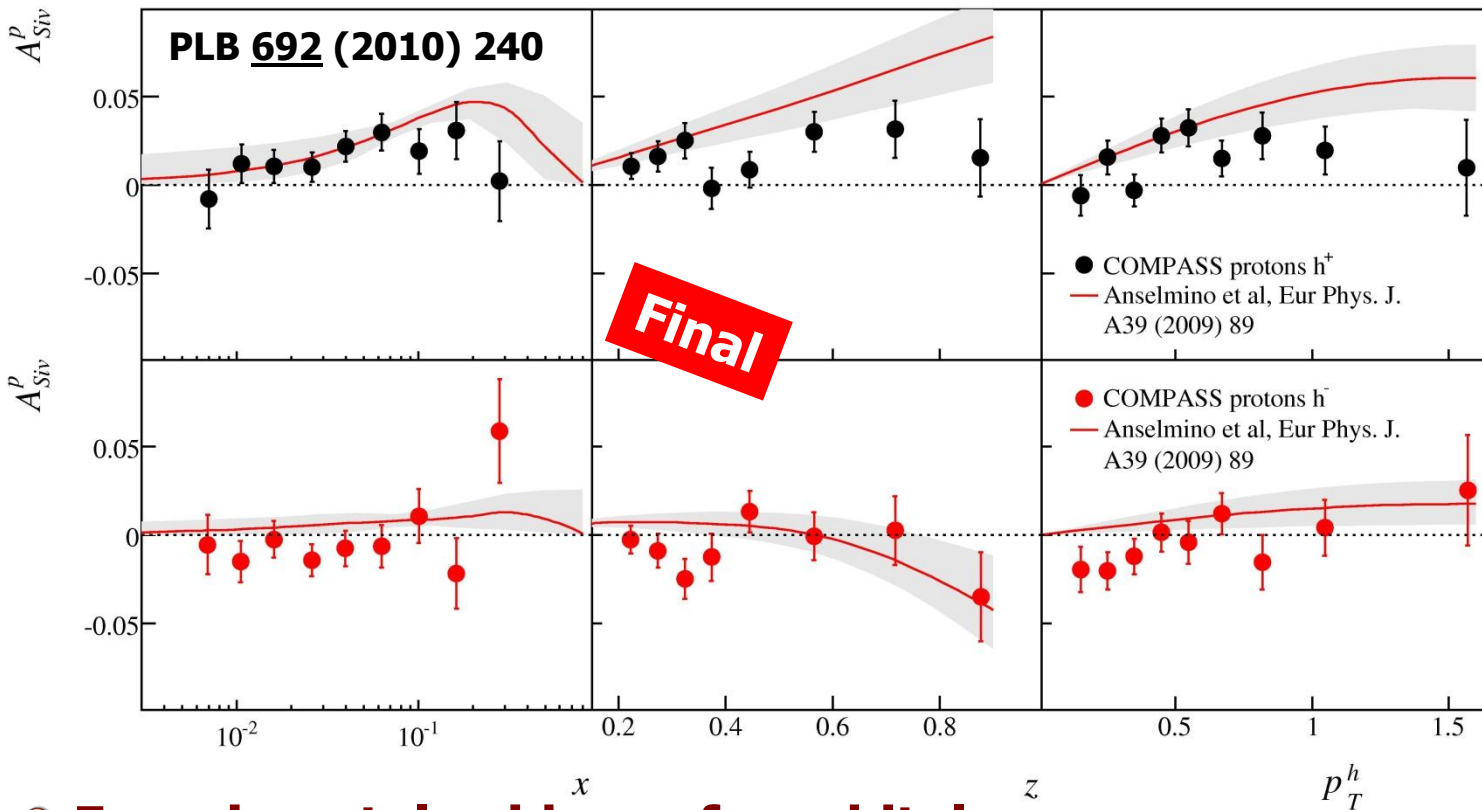 A^p_Siv
PLB 692 (2010) 240
0.05
0
-0.05
COMPASS protons h⁺
Anselmino et al, Eur Phys. J.
A39 (2009) 89
Final
A^p_Siv
0.05
0
-0.05
COMPASS protons h⁻
Anselmino et al, Eur Phys. J.
A39 (2009) 89
10⁻² 10⁻¹ 0.2 0.4 0.6 0.8 0.5 1 1.5
x z p^h_T